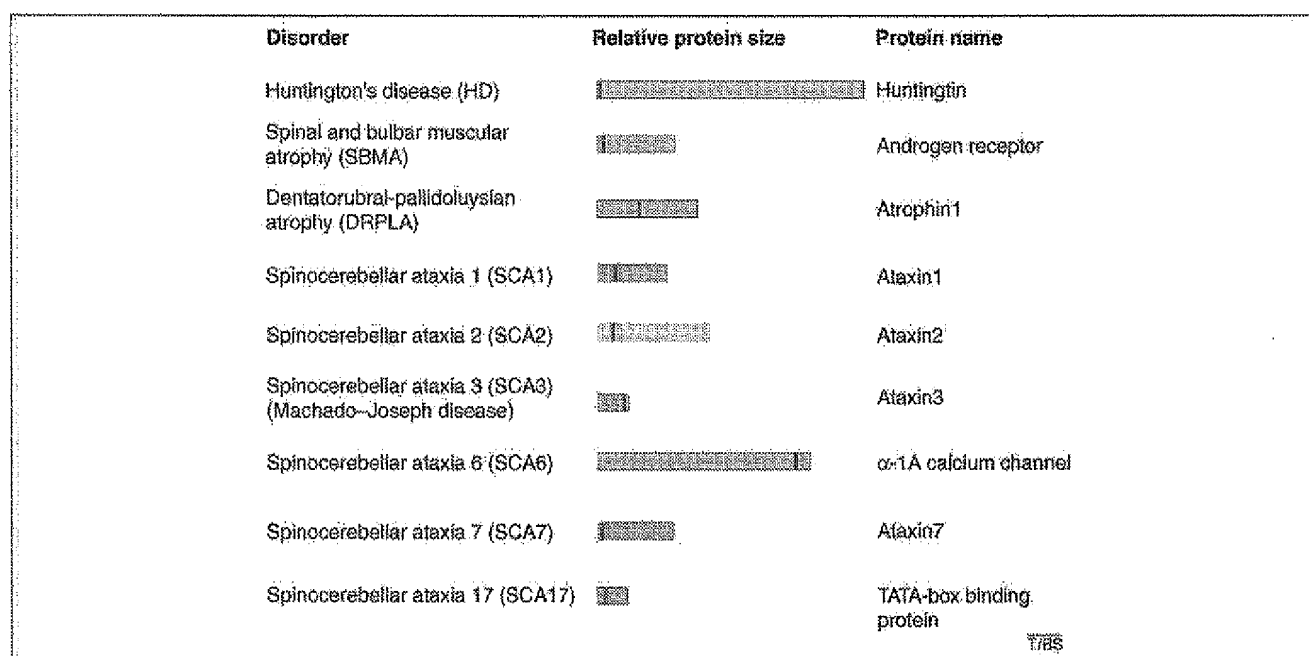 Disorder Relative protein size Protein name
Huntington's disease (HD) Huntingtin
Spinal and bulbar muscular
atrophy (SBMA) Androgen receptor
Dentatorubral-pallidoluysian
atrophy (DRPLA) Atrophin1
Spinocerebellar ataxia 1 (SCA1) Ataxin1
Spinocerebellar ataxia 2 (SCA2) Ataxin2
Spinocerebellar ataxia 3 (SCA3)
(Machado–Joseph disease) Ataxin3
Spinocerebellar ataxia 6 (SCA6) α-1A calcium channel
Spinocerebellar ataxia 7 (SCA7) Ataxin7
Spinocerebellar ataxia 17 (SCA17) TATA-box binding
protein
TiBS